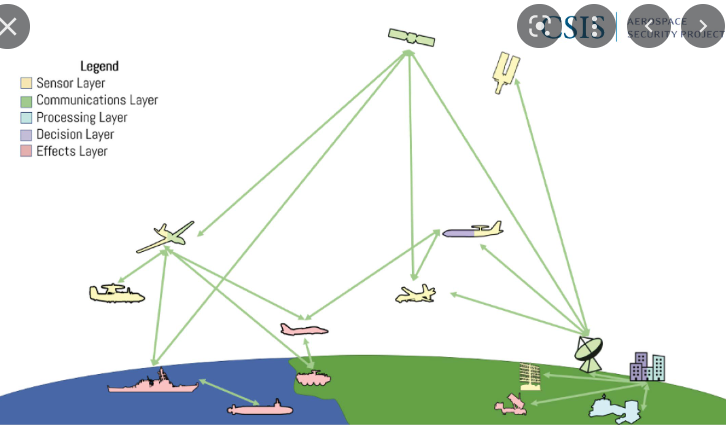 CSIS
AEROSPACE
SECURITY PROJECT
Legend
Sensor Layer
Communications Layer
Processing Layer
Decision Layer
Effects Layer